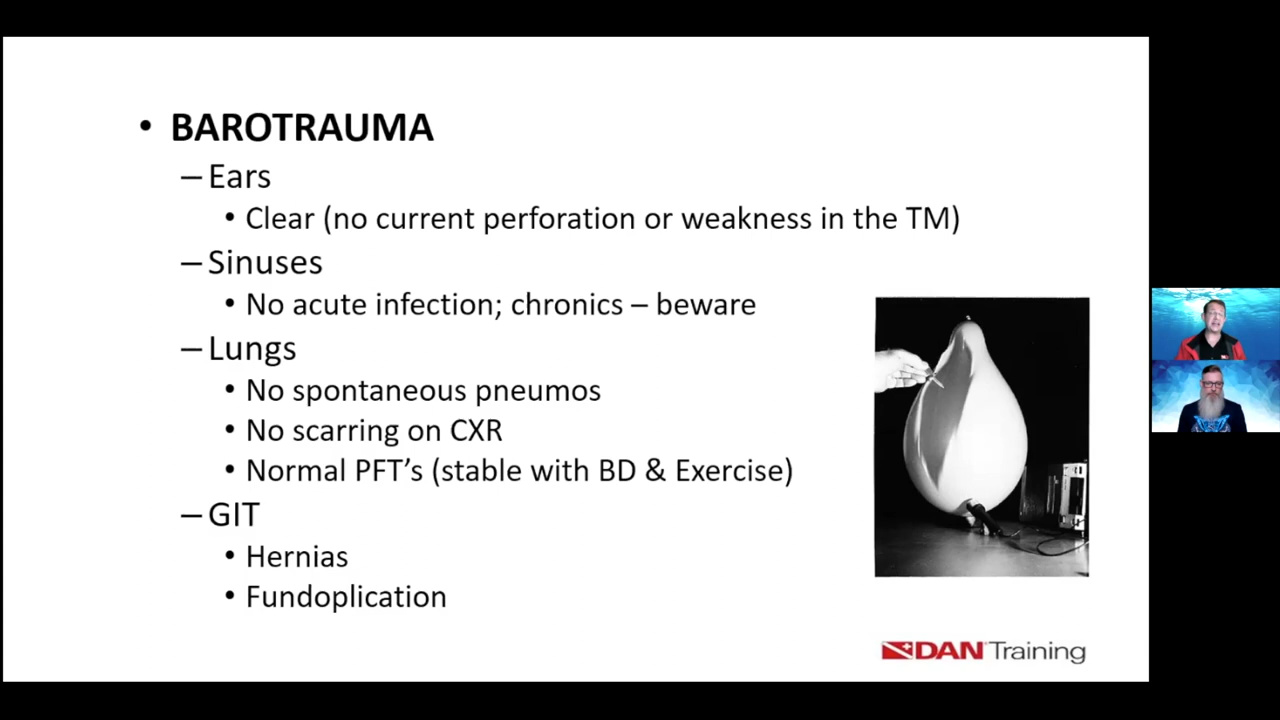 • BAROTRAUMA
– Ears
• Clear (no current perforation or weakness in the TM)
– Sinuses
• No acute infection; chronics – beware
– Lungs
• No spontaneous pneumos
• No scarring on CXR
• Normal PFT’s (stable with BD & Exercise)
– GIT
• Hernias
• Fundoplication
DAN Training